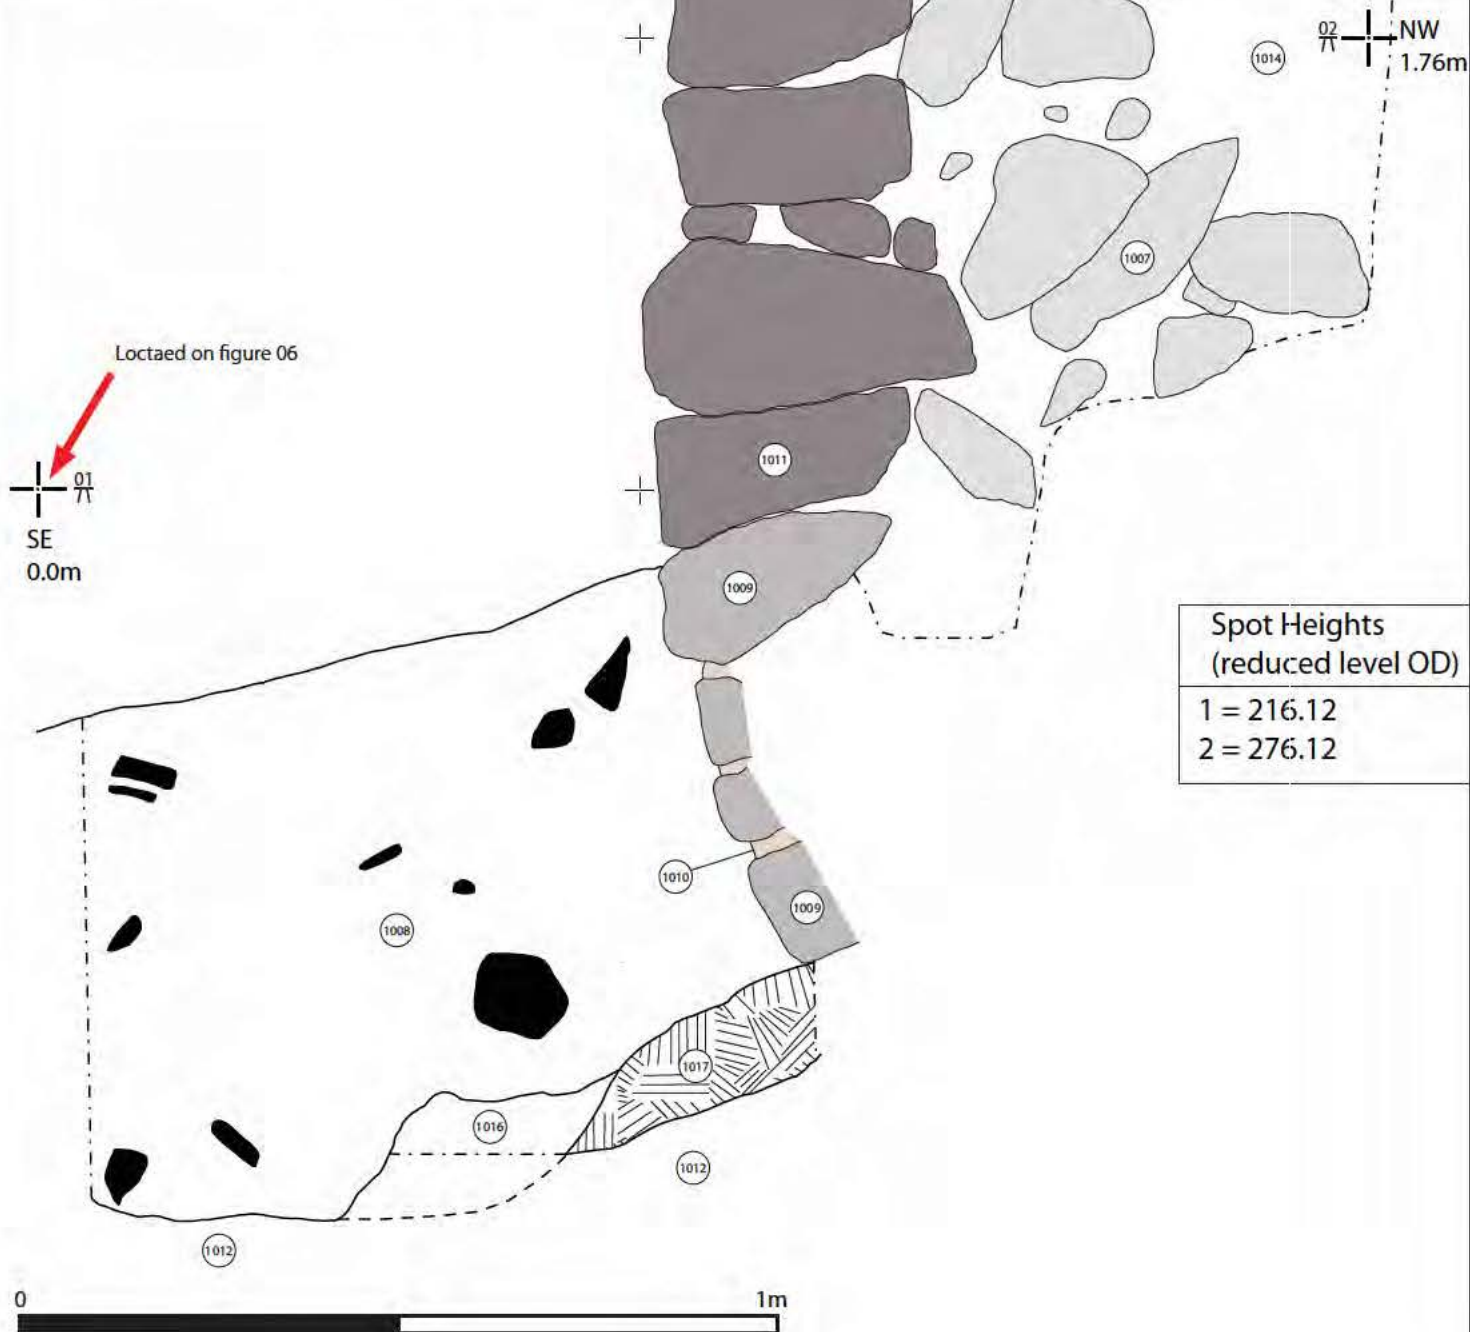 02
NW
1.76m
1014
1007
Loctaed on figure 06
01
SE
0.0m
1011
1009
Spot Heights
(reduced level OD)
1 = 216.12
2 = 276.12
1010
1009
1008
1017
1016
1012
1012
0
1m